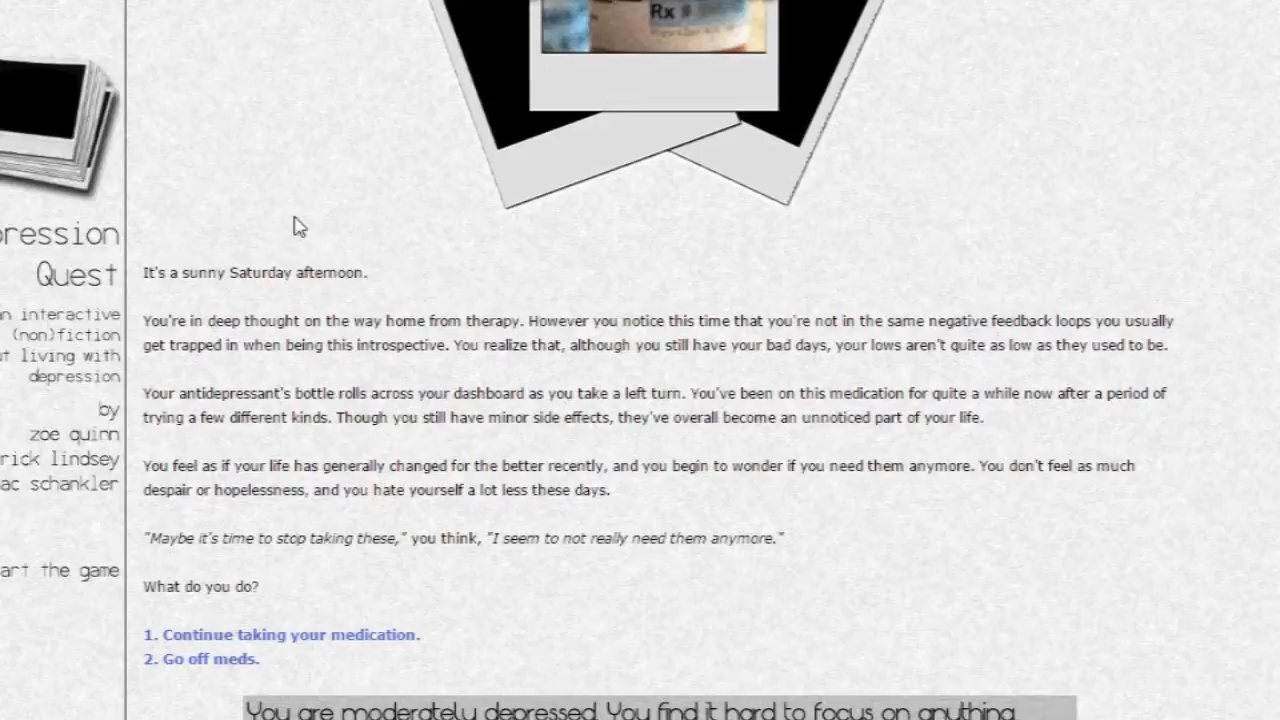 Rx #
pression
Quest
interactive
(non)fiction
living with
depression
by
zoe quinn
rick lindsey
ac schankler
art the game
It's a sunny Saturday afternoon.
You're in deep thought on the way home from therapy. However you notice this time that you're not in the same negative feedback loops you usually
get trapped in when being this introspective. You realize that, although you still have your bad days, your lows aren't quite as low as they used to be.
Your antidepressant's bottle rolls across your dashboard as you take a left turn. You've been on this medication for quite a while now after a period of
trying a few different kinds. Though you still have minor side effects, they've overall become an unnoticed part of your life.
You feel as if your life has generally changed for the better recently, and you begin to wonder if you need them anymore. You don't feel as much
despair or hopelessness, and you hate yourself a lot less these days.
"Maybe it's time to stop taking these," you think, "I seem to not really need them anymore."
What do you do?
1. Continue taking your medication.
2. Go off meds.
You are moderately depressed. You find it hard to focus on anything